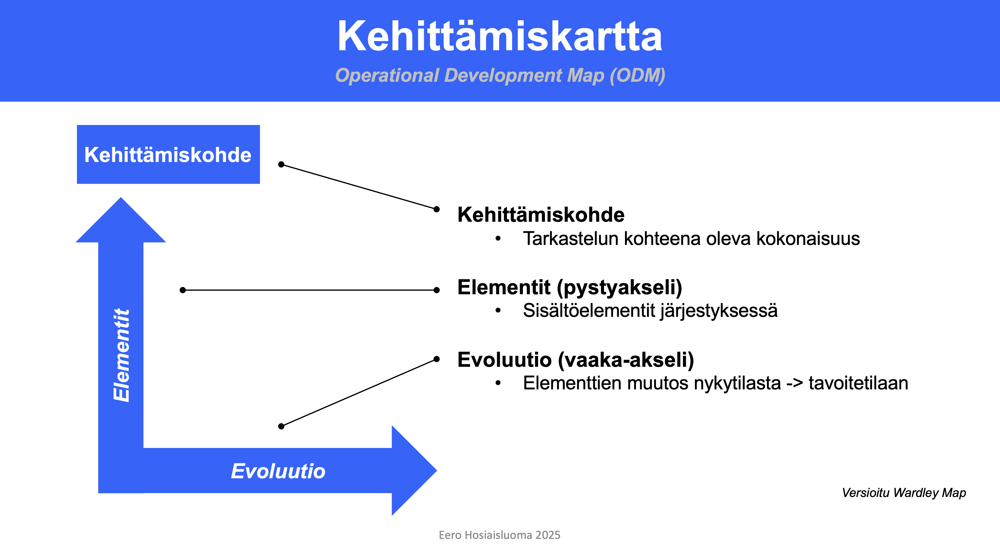 Kehittämiskartta
Operational Development Map (ODM)
Kehittämiskohde
Kehittämiskohde
• Tarkastelun kohteena oleva kokonaisuus
Elementit (pystyakseli)
• Sisältöelementit järjestyksessä
Elementit
Evoluutio (vaaka-akseli)
• Elementtien muutos nykytilasta -> tavoitetilaan
Evoluutio
Versioitu Wardley Map
Eero Hosiaisluoma 2025